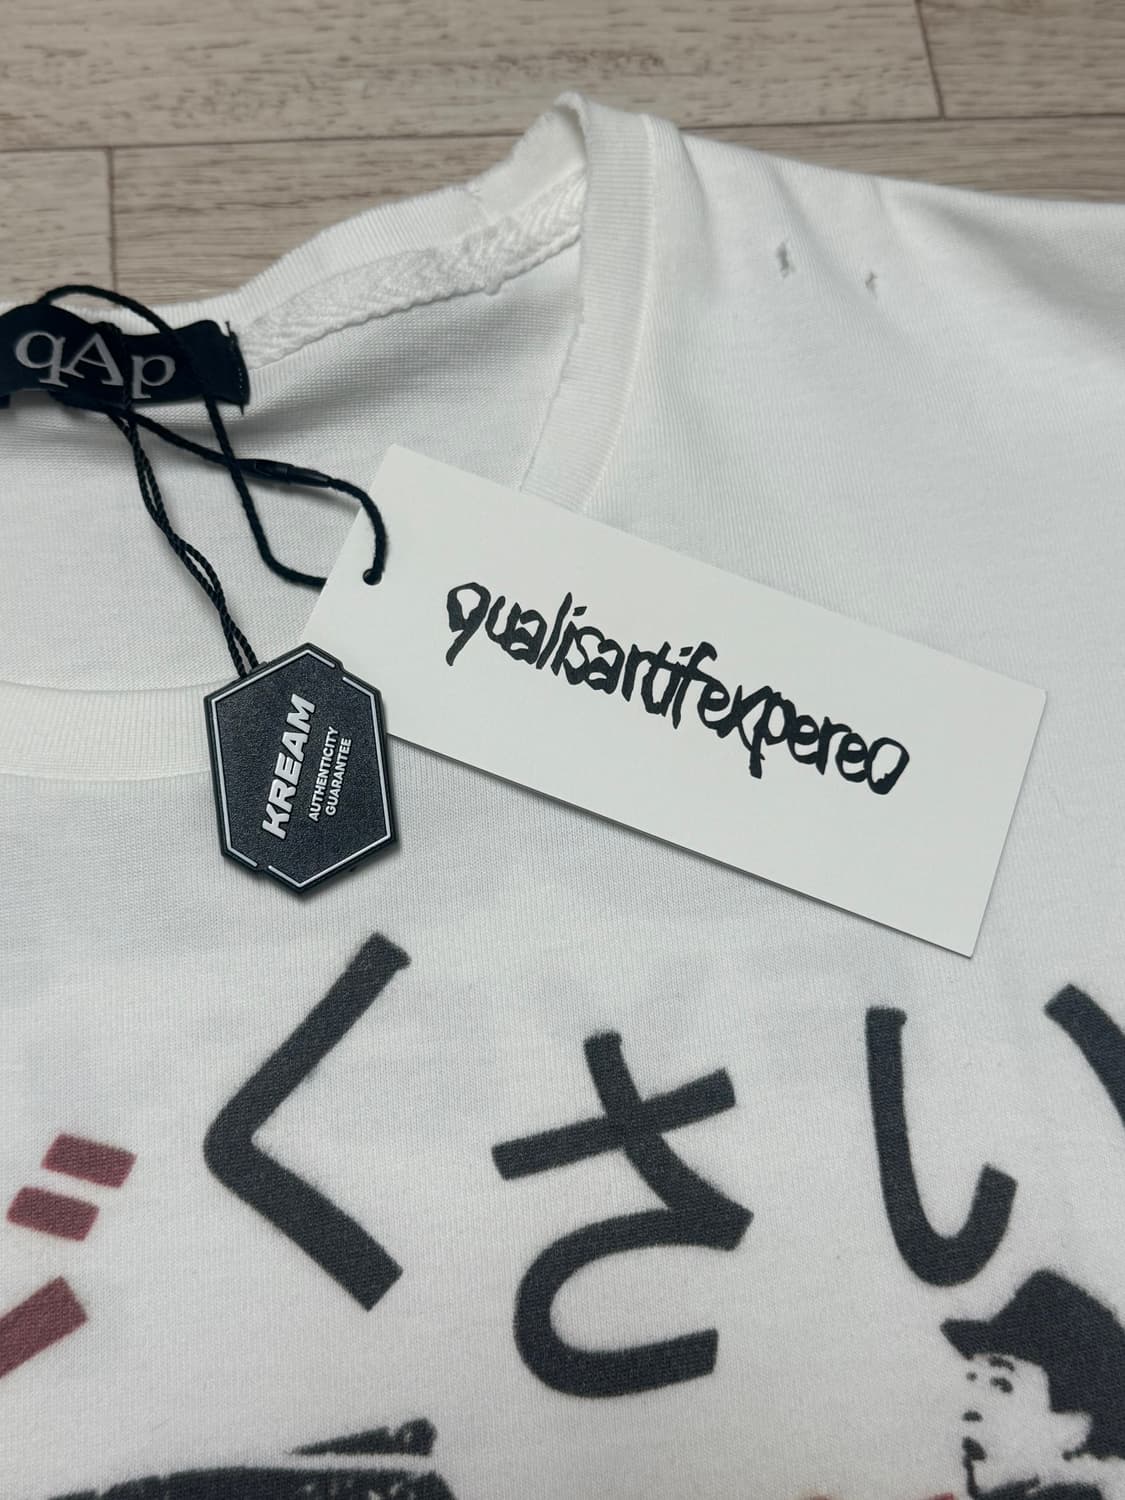 qAp
qualisartifexpereo
KREAM
AUTHENTICITY
GUARANTEE
くさい